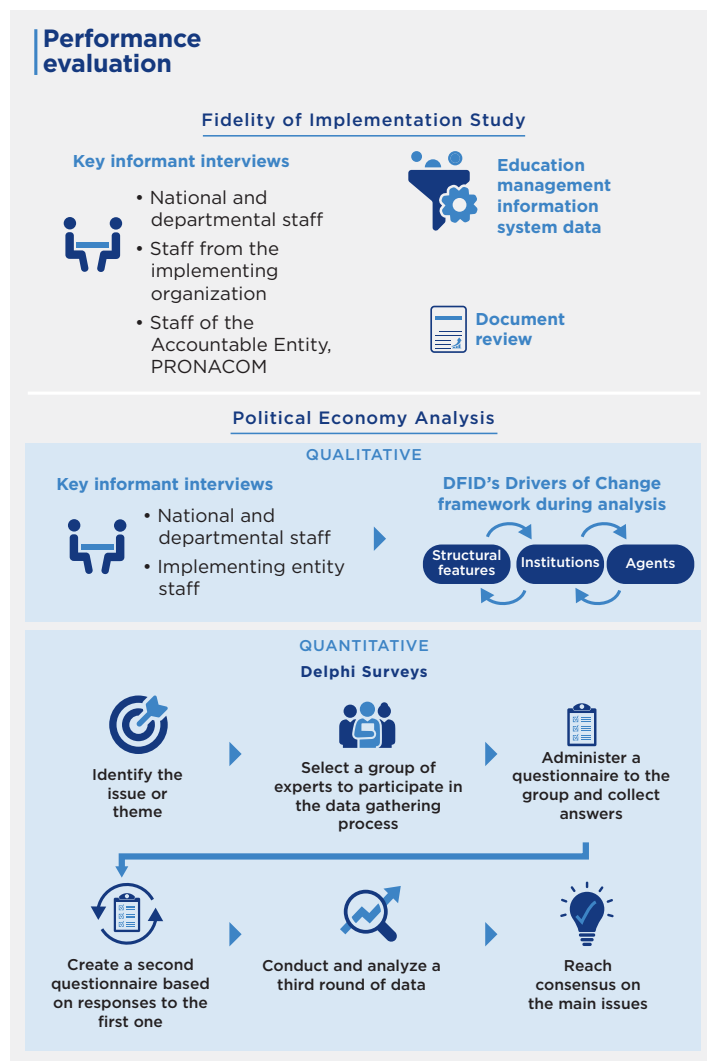 Performance
evaluation
Fidelity of Implementation Study
Key informant interviews
• National and
departmental staff
• Staff from the
implementing
organization
• Staff of the
Accountable Entity,
PRONACOM
Education
management
information
system data
Document
review
Political Economy Analysis
QUALITATIVE
Key informant interviews
• National and
departmental staff
• Implementing entity
staff
DFID’s Drivers of Change
framework during analysis
Structural
features
Institutions
Agents
QUANTITATIVE
Delphi Surveys
Identify the
issue or
theme
Select a group of
experts to participate in
the data gathering
process
Administer a
questionnaire to the
group and collect
answers
Create a second
questionnaire based
on responses to the
first one
Conduct and analyze a
third round of data
Reach
consensus on
the main issues